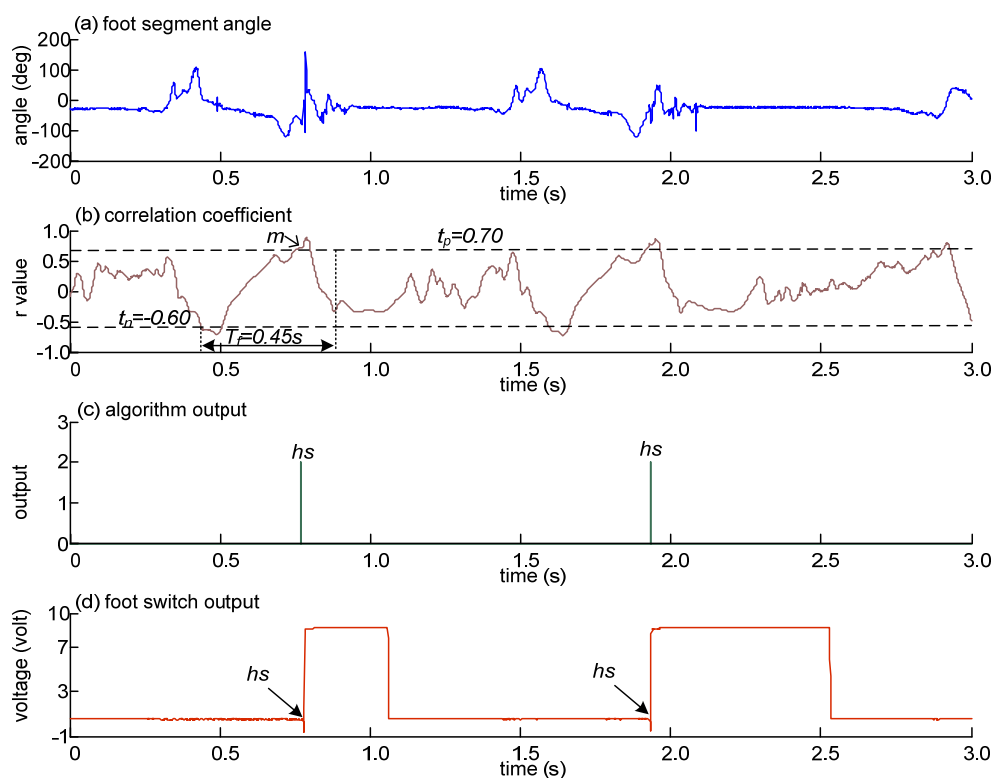 (a) foot segment angle
angle (deg)
200
100
0
-100
-200
0 0.5 1.0 1.5 2.0 2.5 3.0
time (s)
(b) correlation coefficient
r value
1.0
0.5
0
-0.5
-1.0
m
tp=0.70
tn=-0.60
Tf=0.45s
0 0.5 1.0 1.5 2.0 2.5 3.0
time (s)
(c) algorithm output
output
3
2
1
0
hs hs
0 0.5 1.0 1.5 2.0 2.5 3.0
time (s)
(d) foot switch output
voltage (volt)
10
7
3
-1
hs hs
0 0.5 1.0 1.5 2.0 2.5 3.0
time (s)